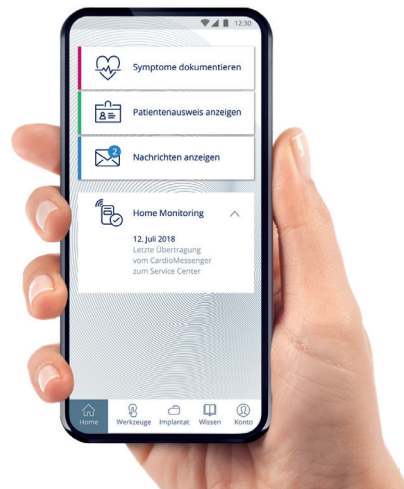 12:30
Symptome dokumentieren
Patientenausweis anzeigen
2
Nachrichten anzeigen
Home Monitoring
12. Juli 2018
Letzte Übertragung
vom CardioMessenger
zum Service Center
Home Werkzeuge Implantat Wissen Konto